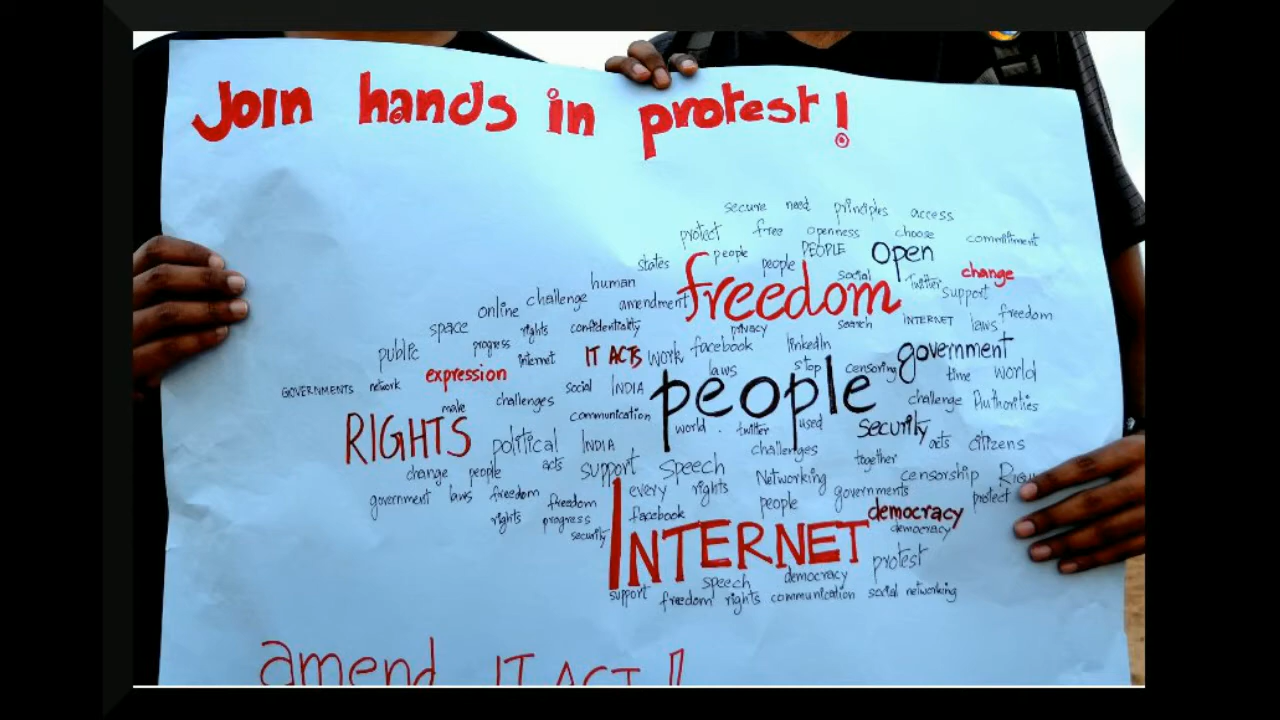 Join hands in protest!
secure need principles access
protect free openness choose commitment
people PEOPLE open
states people social twitter change
human freedom support
online challenge amendment
space rights confidentiality privacy search INTERNET laws freedom
public progress internet IT ACTS work facebook linkedIn government
expression laws stop censoring time world
GOVERNMENTS network social INDIA people
make challenges challenge Authorities
communication world. twitter used security
RIGHTS political INDIA support challenges acts citizens
change people acts speech together
Networking censorship
government laws freedom every rights people governments protect
freedom facebook democracy
rights progress democracy
security INTERNET protest
speech democracy
support freedom rights communication social networking
amend IT ACT !!